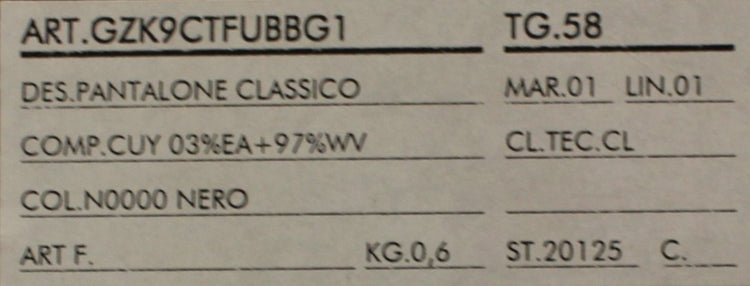 ART.GZK9CTFUBBG1 TG.58
DES.PANTALONE CLASSICO MAR.01 LIN.01
COMP.CUY 03%EA+97%WV CL.TEC.CL
COL.N0000 NERO
ART F. KG.0,6 ST.20125 C.